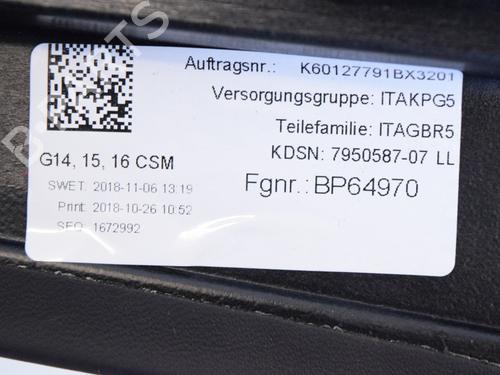 Auftragsnr.: K60127791BX3201
Versorgungsgruppe: ITAKPG5
Teilefamilie: ITAGBR5
KDSN: 7950587-07 LL
Fgnr.: BP64970
G14, 15, 16 CSM
SWET: 2018-11-06 13:19
Print: 2018-10-26 10:52
SEQ: 1672992